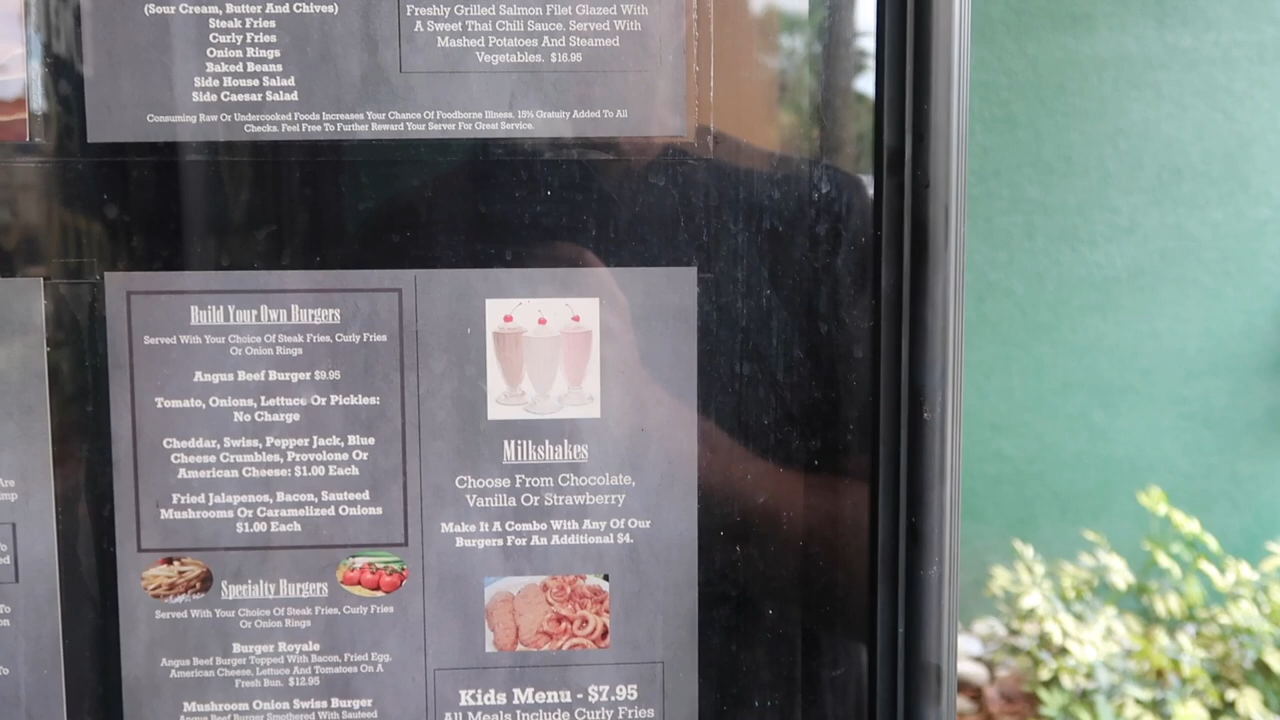 (Sour Cream, Butter And Chives)
Steak Fries
Curly Fries
Onion Rings
Baked Beans
Side House Salad
Side Caesar Salad
Freshly Grilled Salmon Filet Glazed With
A Sweet Thai Chili Sauce. Served With
Mashed Potatoes And Steamed
Vegetables. $16.95
Consuming Raw Or Undercooked Foods Increases Your Chance Of Foodborne Illness. 15% Gratuity Added To All
Checks. Feel Free To Further Reward Your Server For Great Service.
Build Your Own Burgers
Served With Your Choice Of Steak Fries, Curly Fries
Or Onion Rings
Angus Beef Burger $9.95
Tomato, Onions, Lettuce Or Pickles:
No Charge
Cheddar, Swiss, Pepper Jack, Blue
Cheese Crumbles, Provolone Or
American Cheese: $1.00 Each
Fried Jalapenos, Bacon, Sauteed
Mushrooms Or Caramelized Onions
$1.00 Each
Specialty Burgers
Served With Your Choice Of Steak Fries, Curly Fries
Or Onion Rings
Burger Royale
Angus Beef Burger Topped With Bacon, Fried Egg,
American Cheese, Lettuce And Tomatoes On A
Fresh Bun. $12.95
Mushroom Onion Swiss Burger
Angus Beef Burger Smothered With Sauteed
Milkshakes
Choose From Chocolate,
Vanilla Or Strawberry
Make It A Combo With Any Of Our
Burgers For An Additional $4.
Kids Menu - $7.95
All Meals Include Curly Fries